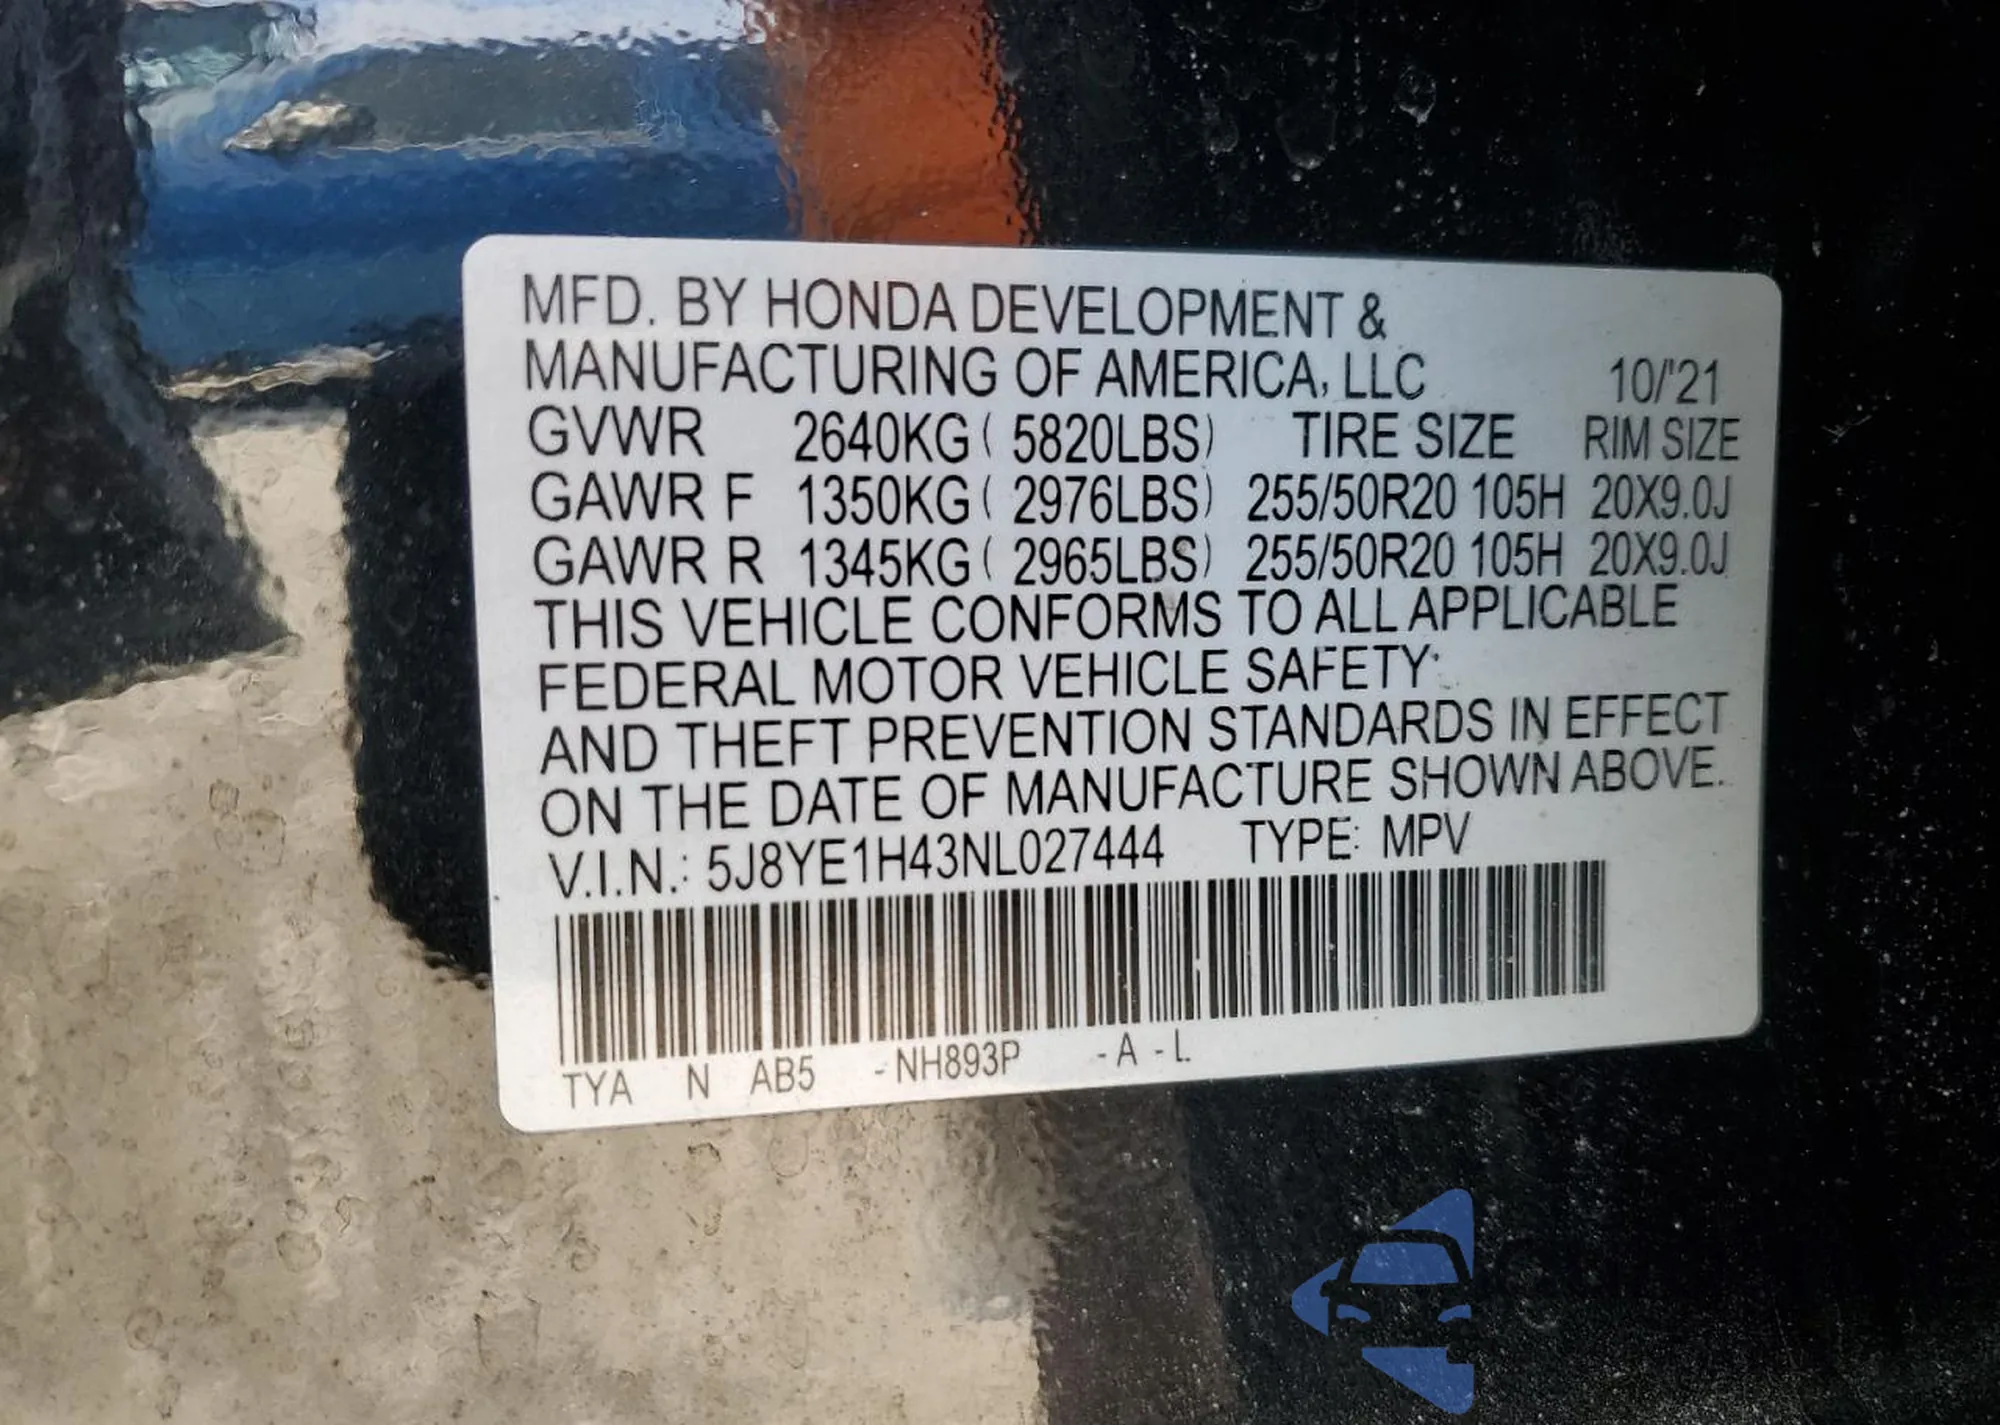 MFD. BY HONDA DEVELOPMENT &
MANUFACTURING OF AMERICA, LLC 10/'21
GVWR 2640KG ( 5820LBS) TIRE SIZE RIM SIZE
GAWR F 1350KG ( 2976LBS) 255/50R20 105H 20X9.0J
GAWR R 1345KG ( 2965LBS) 255/50R20 105H 20X9.0J
THIS VEHICLE CONFORMS TO ALL APPLICABLE
FEDERAL MOTOR VEHICLE SAFETY
AND THEFT PREVENTION STANDARDS IN EFFECT
ON THE DATE OF MANUFACTURE SHOWN ABOVE.
V.I.N.: 5J8YE1H43NL027444 TYPE: MPV
TYA N AB5 -NH893P -A -L